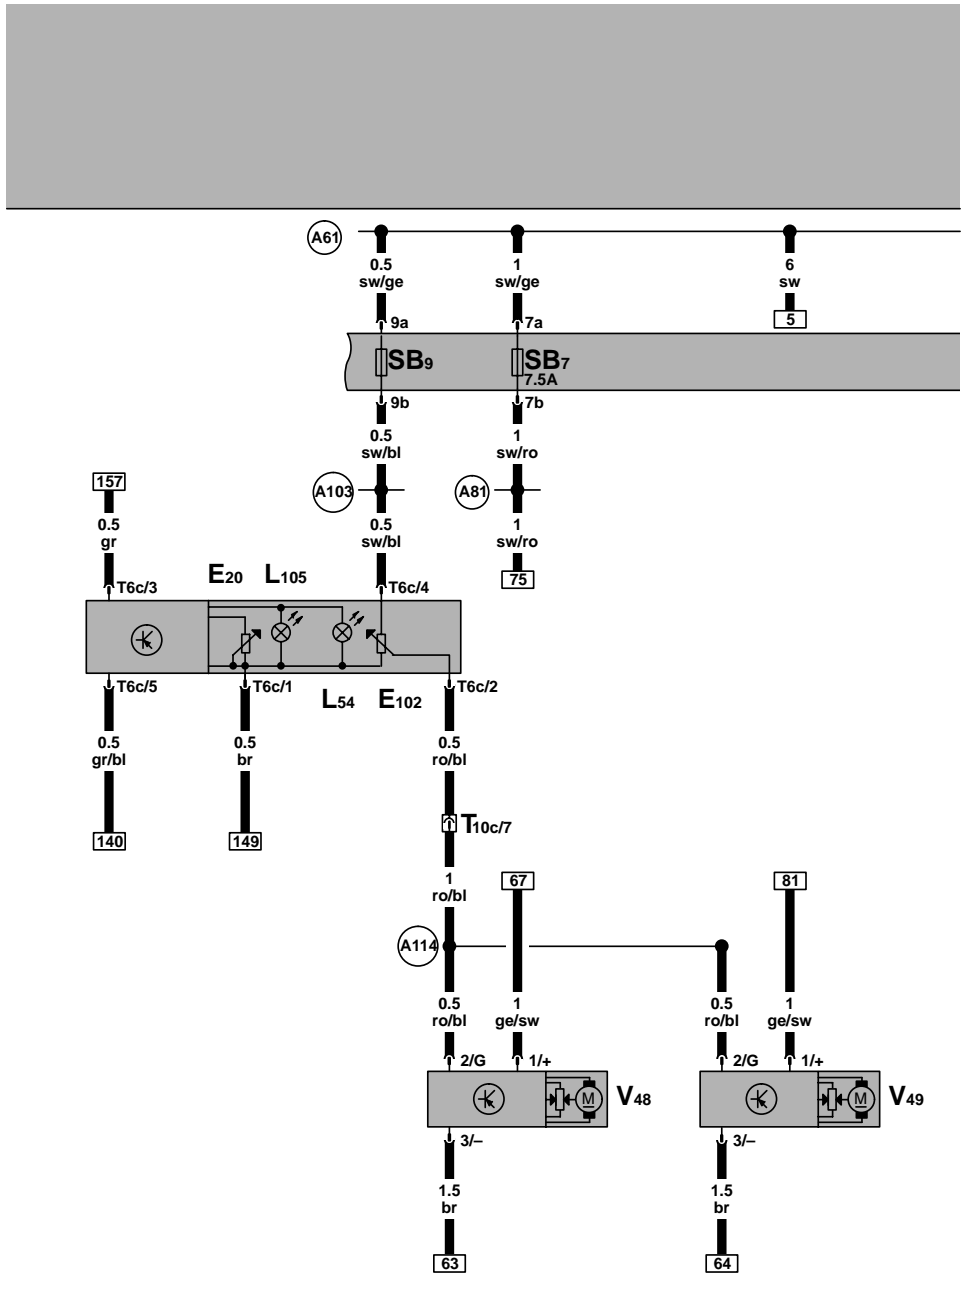 A61
0.5
sw/ge
1
sw/ge
6
sw
5
9a
7a
SB9
SB7
7.5A
9b
7b
0.5
sw/bl
1
sw/ro
157
A103
A81
0.5
gr
0.5
sw/bl
1
sw/ro
75
E20
L105
T6c/3
T6c/4
T6c/5
T6c/1
T6c/2
L54
E102
0.5
gr/bl
0.5
br
0.5
ro/bl
140
149
T10c/7
1
ro/bl
67
81
A114
0.5
ro/bl
1
ge/sw
0.5
ro/bl
1
ge/sw
2/G
1/+
2/G
1/+
M
V48
M
V49
3/–
3/–
1.5
br
1.5
br
63
64